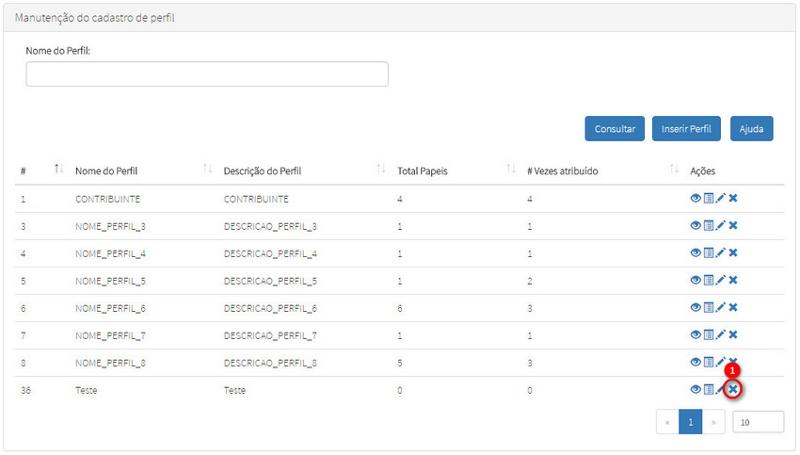 Manutenção do cadastro de perfil
Nome do Perfil:
Consultar Inserir Perfil Ajuda
# Nome do Perfil Descrição do Perfil Total Papeis # Vezes atribuído Ações
1 CONTRIBUINTE CONTRIBUINTE 4 4
3 NOME_PERFIL_3 DESCRICAO_PERFIL_3 1 1
4 NOME_PERFIL_4 DESCRICAO_PERFIL_4 1 1
5 NOME_PERFIL_5 DESCRICAO_PERFIL_5 1 2
6 NOME_PERFIL_6 DESCRICAO_PERFIL_6 6 3
7 NOME_PERFIL_7 DESCRICAO_PERFIL_7 1 1
8 NOME_PERFIL_8 DESCRICAO_PERFIL_8 5 3
1
36 Teste Teste 0 0
« 1 » 10